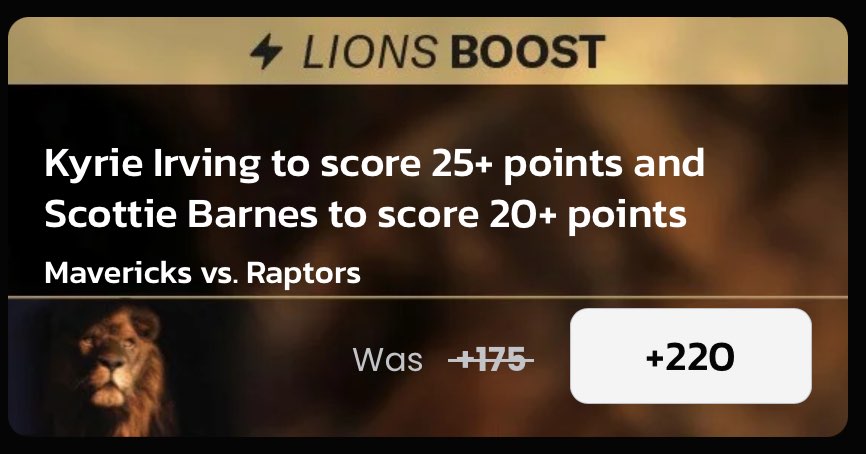 LIONS BOOST
Kyrie Irving to score 25+ points and
Scottie Barnes to score 20+ points
Mavericks vs. Raptors
Was +175 +220